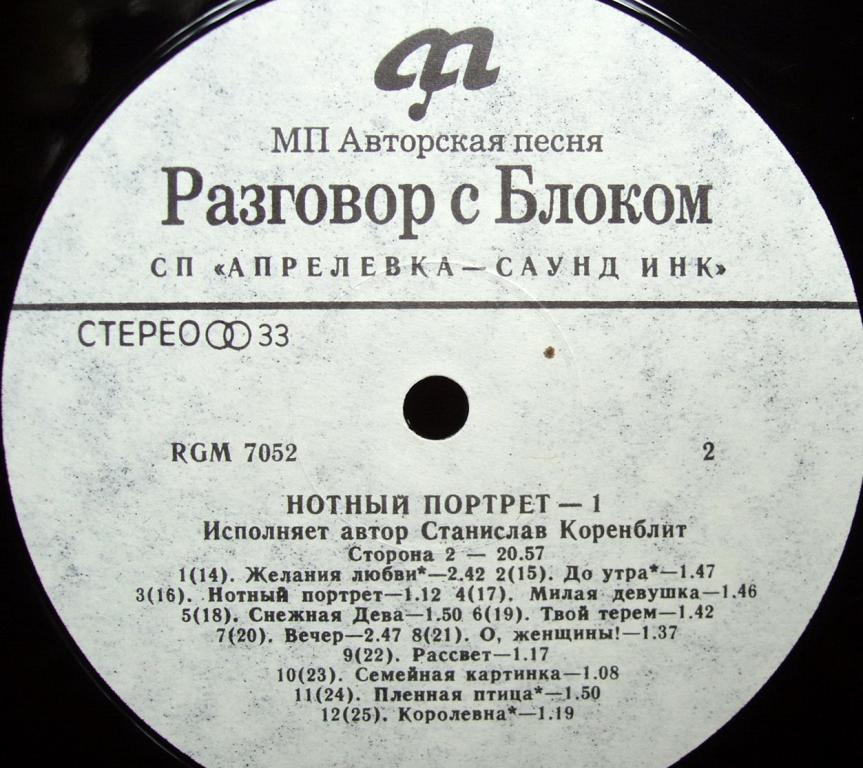 ап
МП Авторская песня
Разговор с Блоком
СП «АПРЕЛЕВКА—САУНД ИНК»
СТЕРЕО 33
RGM 7052 2
НОТНЫЙ ПОРТРЕТ — 1
Исполняет автор Станислав Коренблит
Сторона 2 — 20.57
1(14). Желания любви*—2.42 2(15). До утра*—1.47
3(16). Нотный портрет—1.12 4(17). Милая девушка—1.46
5(18). Снежная Дева—1.50 6(19). Твой терем—1.42
7(20). Вечер—2.47 8(21). О, женщины!—1.37
9(22). Рассвет—1.17
10(23). Семейная картинка—1.08
11(24). Пленная птица*—1.50
12(25). Королевна*—1.19